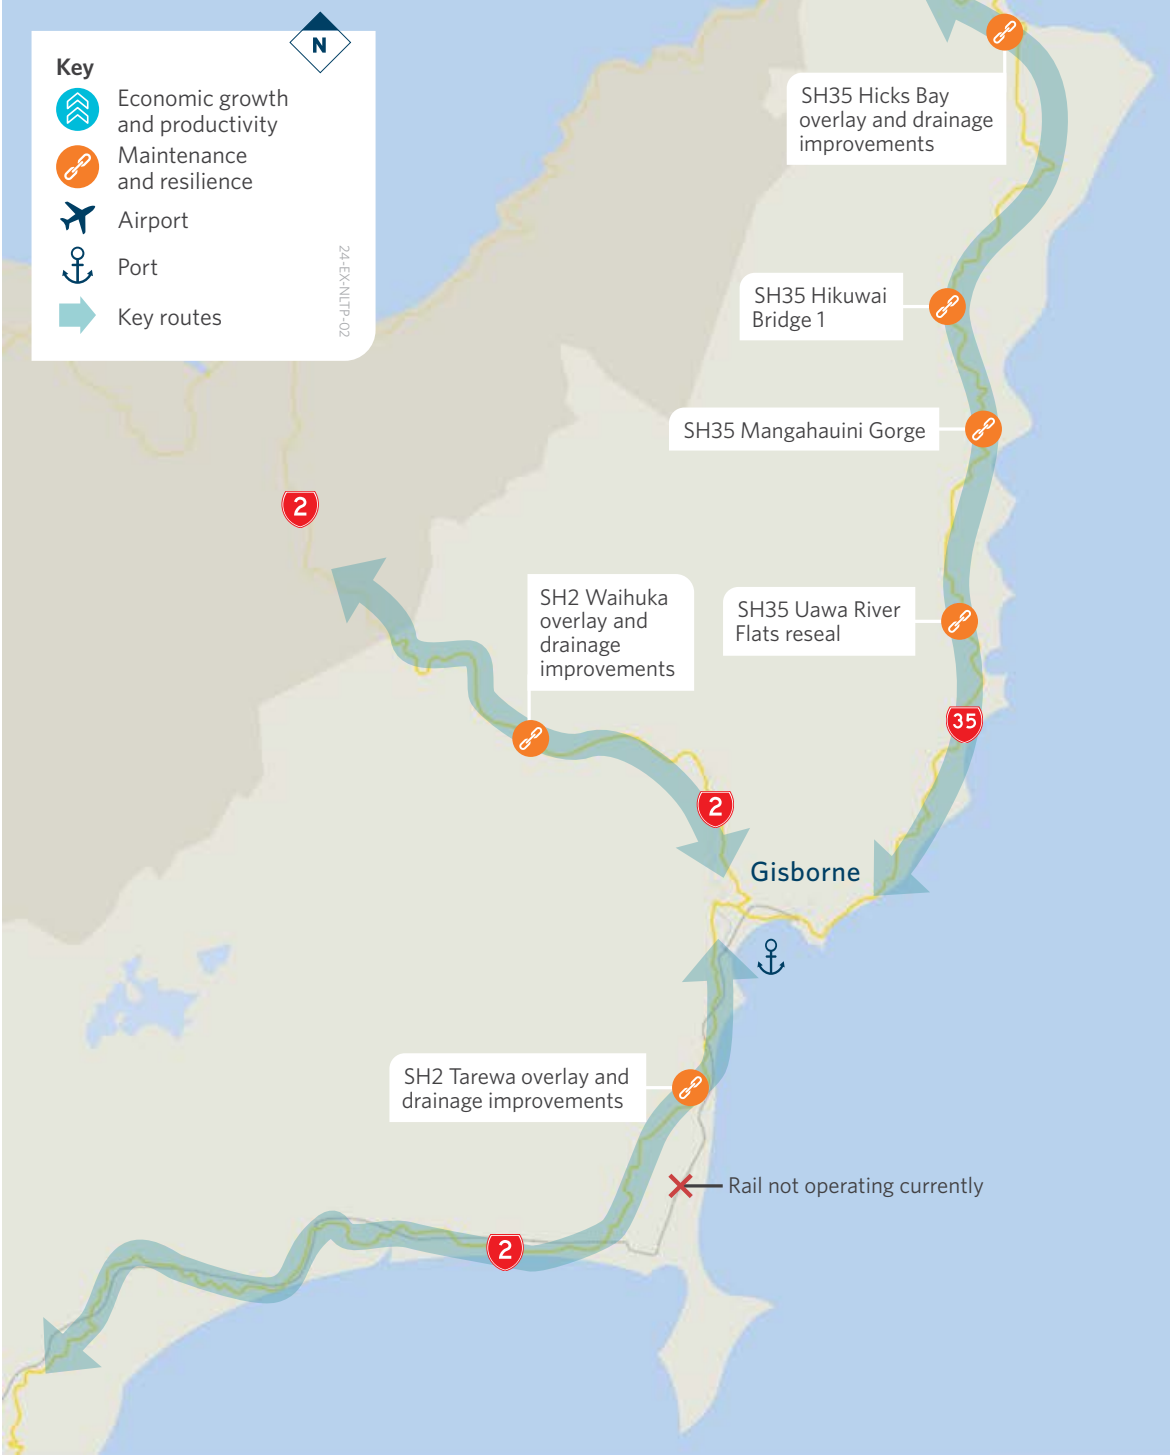 N
Key
Economic growth
and productivity
Maintenance
and resilience
Airport
Port
Key routes
24-EX-NLTP-02
SH35 Hicks Bay
overlay and drainage
improvements
SH35 Hikuwai
Bridge 1
SH35 Mangahauini Gorge
2
SH2 Waihuka
overlay and
drainage
improvements
SH35 Uawa River
Flats reseal
35
2
Gisborne
SH2 Tarewa overlay and
drainage improvements
Rail not operating currently
2